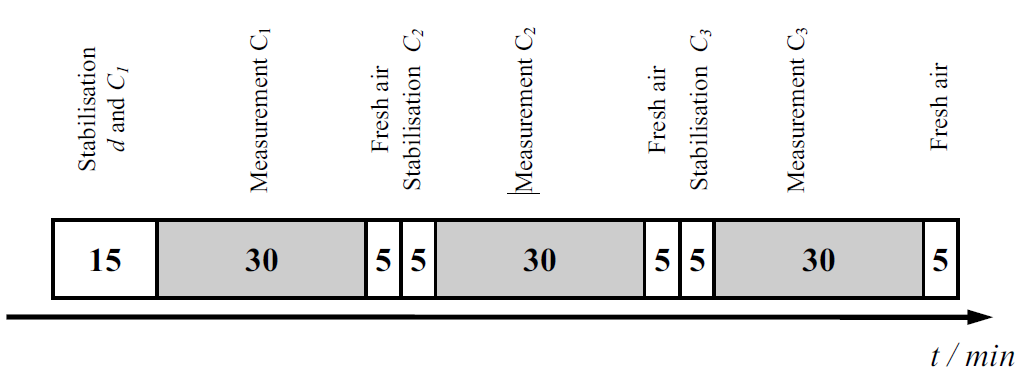 Stabilisation
d and C1
Measurement C1
Fresh air
Stabilisation C2
Measurement C2
Fresh air
Stabilisation C3
Measurement C3
Fresh air
15 30 5 5 30 5 5 30 5
t / min